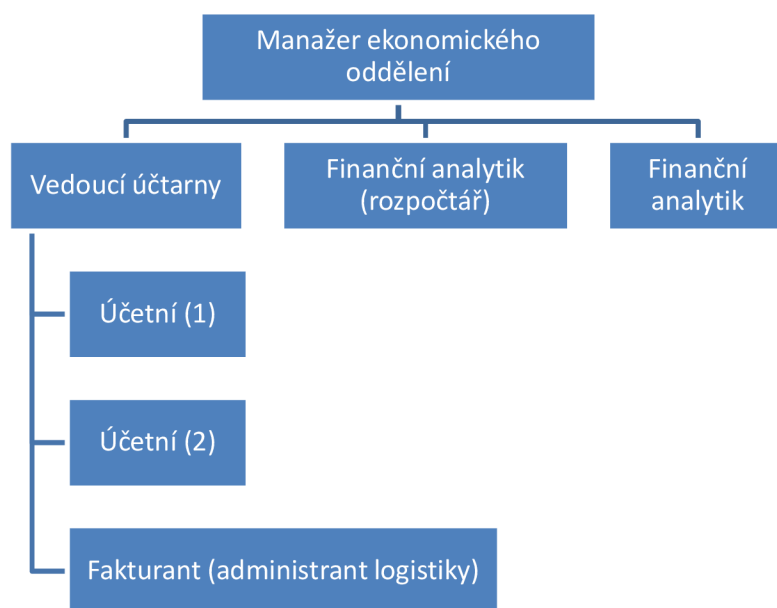 Manažer ekonomického
oddělení
Vedoucí účtarny
Finanční analytik
(rozpočtář)
Finanční
analytik
Účetní (1)
Účetní (2)
Fakturant (administrant logistiky)